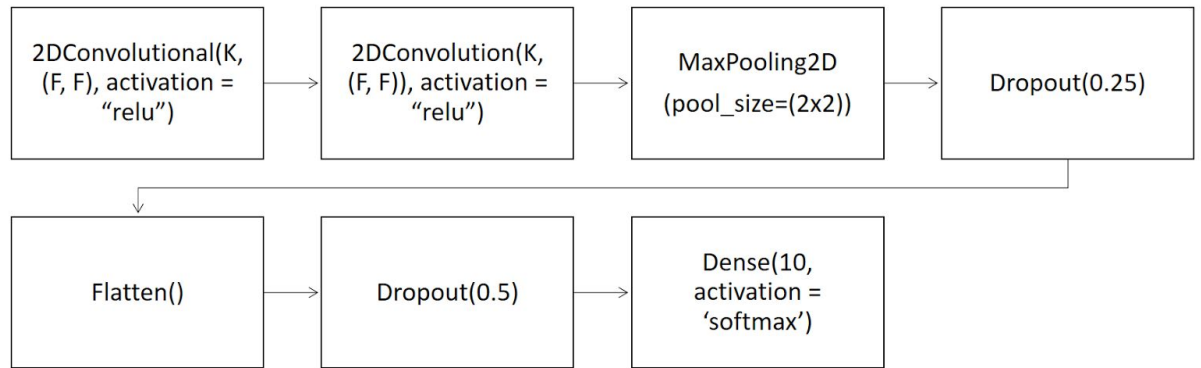 2DConvolutional(K,
(F, F), activation =
“relu”)
2DConvolution(K,
(F, F)), activation =
“relu”)
MaxPooling2D
(pool_size=(2x2))
Dropout(0.25)
Flatten()
Dropout(0.5)
Dense(10,
activation =
‘softmax’)